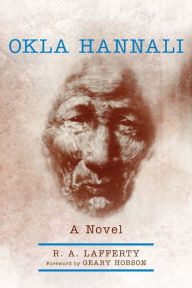 OKLA HANNALI
A Novel
R. A. LAFFERTY
Foreword by GEARY HOBSON